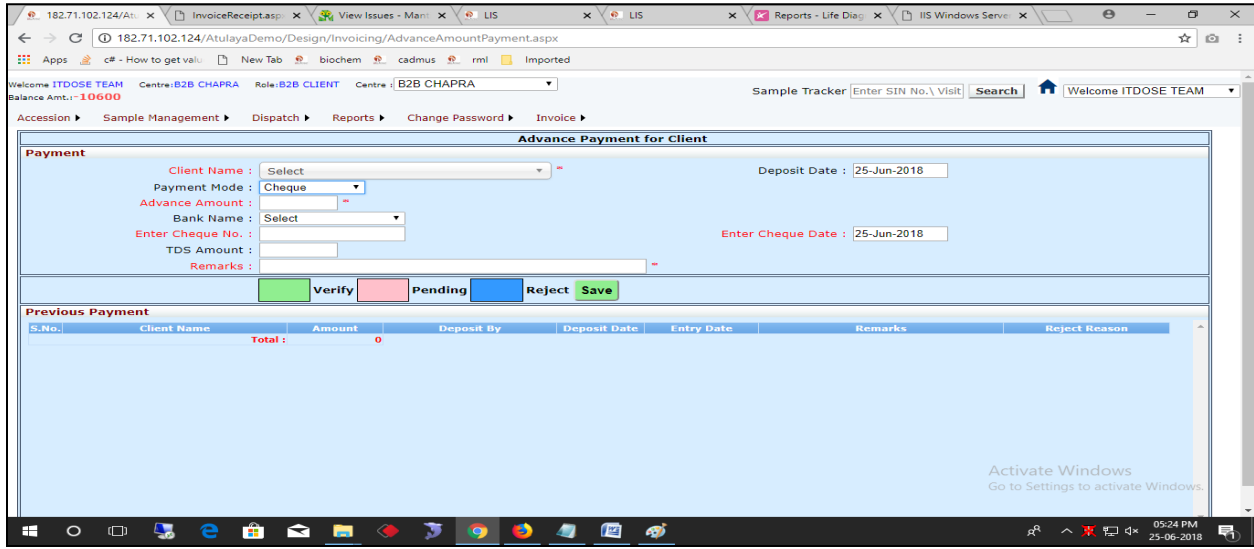 182.71.102.124/Atu
InvoiceReceipt.asp
View Issues - Mant
LIS
LIS
Reports - Life Diag
IIS Windows Server
182.71.102.124/AtulayaDemo/Design/Invoicing/AdvanceAmountPayment.aspx
Apps c# - How to get valu New Tab biochem cadmus rml Imported
Welcome ITDOSE TEAM Centre:B2B CHAPRA Role:B2B CLIENT Centre : B2B CHAPRA
Balance Amt.:-10600
Sample Tracker Enter SIN No.\ Visit Search Welcome ITDOSE TEAM
Accession Sample Management Dispatch Reports Change Password Invoice
Advance Payment for Client
Payment
Client Name : Select * Deposit Date : 25-Jun-2018
Payment Mode : Cheque
Advance Amount : *
Bank Name : Select
Enter Cheque No. : Enter Cheque Date : 25-Jun-2018
TDS Amount :
Remarks : *
Verify Pending Reject Save
Previous Payment
S.No. Client Name Amount Deposit By Deposit Date Entry Date Remarks Reject Reason
Total : 0
Activate Windows
Go to Settings to activate Windows.
05:24 PM
25-06-2018